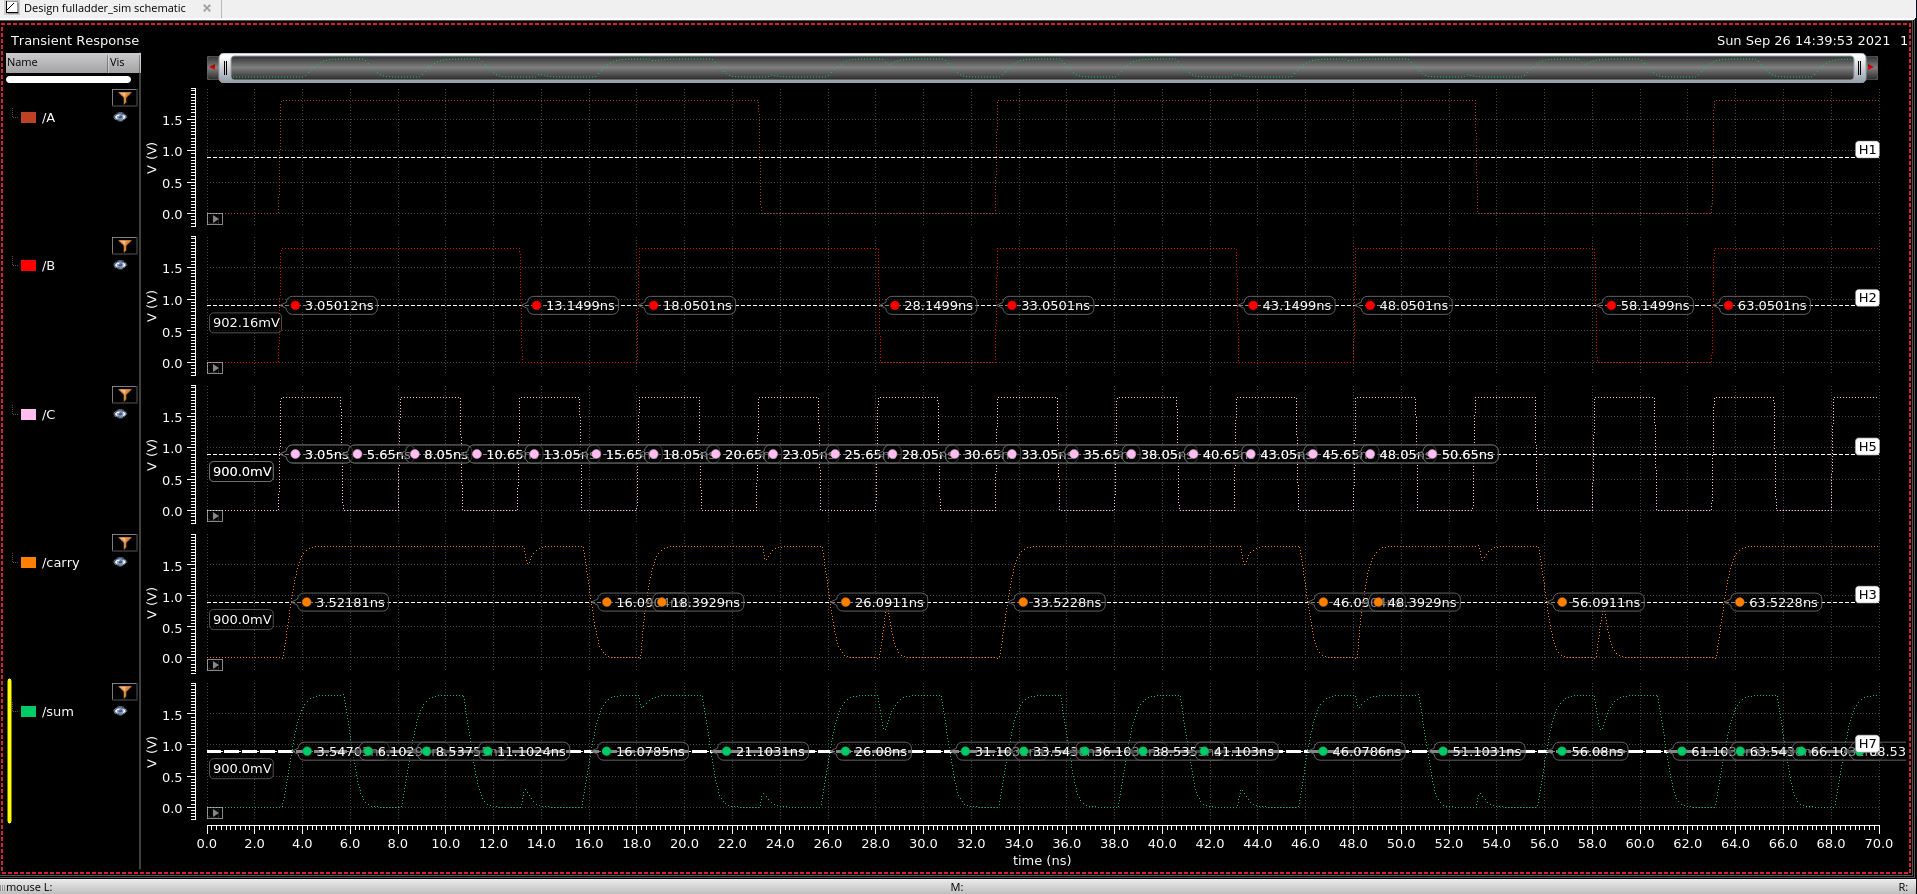 Design fulladder_sim schematic
Transient Response
Sun Sep 26 14:39:53 2021 1
Name Vis
/A
V (V)
1.5
1.0
0.5
0.0
H1
/B
V (V)
1.5
1.0
0.5
0.0
3.05012ns 13.1499ns 18.0501ns 28.1499ns 33.0501ns 43.1499ns 48.0501ns 58.1499ns 63.0501ns
H2
902.16mV
/C
V (V)
1.5
1.0
0.5
0.0
3.05ns 5.65ns 8.05ns 10.65 13.05ns 15.65 18.05 20.65 23.05 25.65 28.05 30.65 33.05 35.65 38.05 40.65 43.05 45.65 48.05 50.65ns
H5
900.0mV
/carry
V (V)
1.5
1.0
0.5
0.0
3.52181ns 16.09 18.3929ns 26.0911ns 33.5228ns 46.09 48.3929ns 56.0911ns 63.5228ns
H3
900.0mV
/sum
V (V)
1.5
1.0
0.5
0.0
3.547 6.102 8.537 11.1024ns 16.0785ns 21.1031ns 26.08ns 31.10 33.54 36.10 38.53 41.103ns 46.0786ns 51.1031ns 56.08ns 61.10 63.54 66.10 68.53
H7
900.0mV
0.0 2.0 4.0 6.0 8.0 10.0 12.0 14.0 16.0 18.0 20.0 22.0 24.0 26.0 28.0 30.0 32.0 34.0 36.0 38.0 40.0 42.0 44.0 46.0 48.0 50.0 52.0 54.0 56.0 58.0 60.0 62.0 64.0 66.0 68.0 70.0
time (ns)
mouse L: M: R: